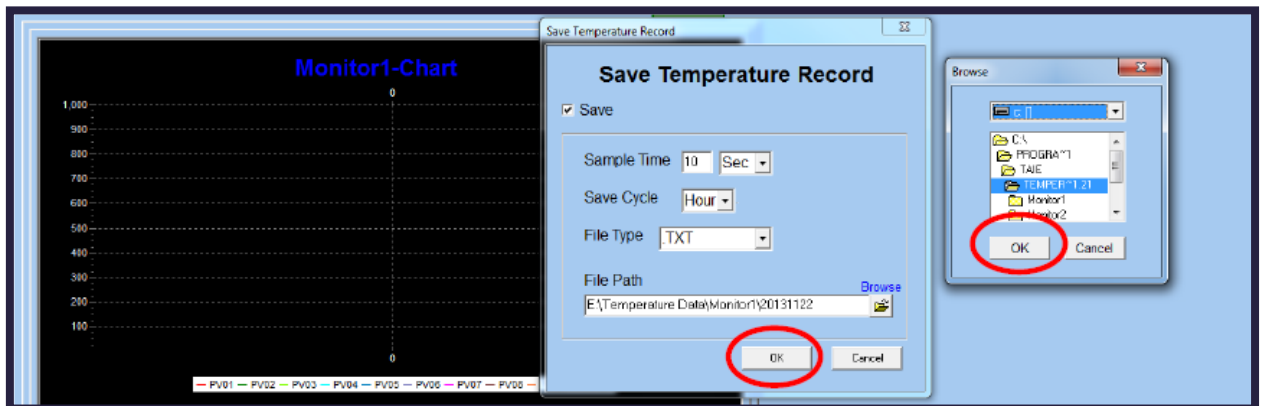 Monitor1-Chart
0
1,000
900
800
700
600
500
400
300
200
100
0
PV01 PV02 PV03 PV04 PV05 PV06 PV07 PV08
Save Temperature Record
Save Temperature Record
Save
Sample Time 10 Sec
Save Cycle Hour
File Type .TXT
File Path
Browse
E:\Temperature Data\Monitor1\20131122
OK Cancel
Browse
c: []
C:\
PROGRA~1
TAIE
TEMPER~1.21
Monitor1
Monitor2
OK Cancel